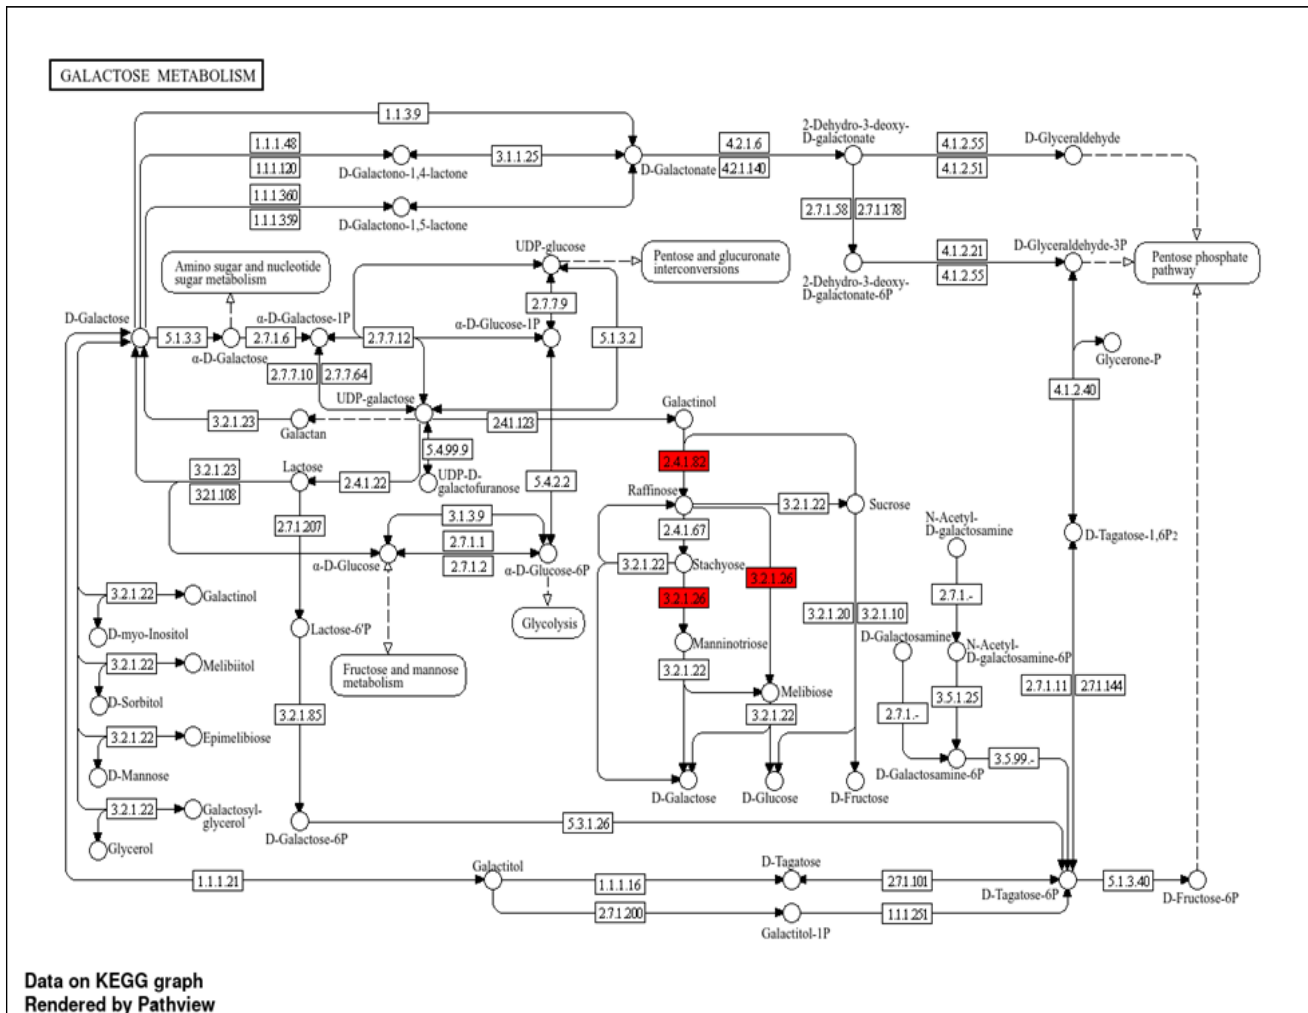 GALACTOSE METABOLISM
1.1.3.9
1.1.1.48
1.1.1.120
D-Galactono-1,4-lactone
3.1.1.25
D-Galactonate
4.2.1.6
4.2.1.140
2-Dehydro-3-deoxy-
D-galactonate
4.1.2.55
4.1.2.51
D-Glyceraldehyde
1.1.1.360
1.1.1.359
D-Galactono-1,5-lactone
2.7.1.58
2.7.1.178
Amino sugar and nucleotide
sugar metabolism
UDP-glucose
Pentose and glucuronate
interconversions
2-Dehydro-3-deoxy-
D-galactonate-6P
4.1.2.21
4.1.2.55
D-Glyceraldehyde-3P
Pentose phosphate
pathway
D-Galactose
5.1.3.3
α-D-Galactose
2.7.1.6
α-D-Galactose-1P
2.7.7.12
α-D-Glucose-1P
2.7.7.9
5.1.3.2
Glycerone-P
2.7.7.10
2.7.7.64
UDP-galactose
4.1.2.40
3.2.1.23
Galactan
2.4.1.123
Galactinol
5.4.99.9
UDP-D-
galactofuranose
3.2.1.23
3.2.1.108
Lactose
2.4.1.22
5.4.2.2
2.4.1.82
Raffinose
3.2.1.22
Sucrose
2.7.1.207
3.1.3.9
2.7.1.1
2.7.1.2
α-D-Glucose
α-D-Glucose-6P
2.4.1.67
3.2.1.22
Stachyose
3.2.1.26
3.2.1.26
N-Acetyl-
D-galactosamine
D-Tagatose-1,6P2
3.2.1.22
Galactinol
D-myo-Inositol
Lactose-6'P
Glycolysis
Fructose and mannose
metabolism
Manninotriose
3.2.1.20
3.2.1.10
2.7.1.-
D-Galactosamine
N-Acetyl-
D-galactosamine-6P
3.2.1.22
Melibiitol
D-Sorbitol
3.2.1.22
Melibiose
3.2.1.22
3.5.1.25
2.7.1.-
2.7.1.11
2.7.1.144
3.2.1.85
3.2.1.22
Epimelibiose
D-Mannose
D-Galactose
D-Glucose
D-Fructose
D-Galactosamine-6P
3.5.99.-
3.2.1.22
Galactosyl-
glycerol
Glycerol
D-Galactose-6P
5.3.1.26
1.1.1.21
Galactitol
1.1.1.16
D-Tagatose
2.7.1.101
D-Tagatose-6P
5.1.3.40
D-Fructose-6P
2.7.1.200
Galactitol-1P
1.1.1.251
Data on KEGG graph
Rendered by Pathview